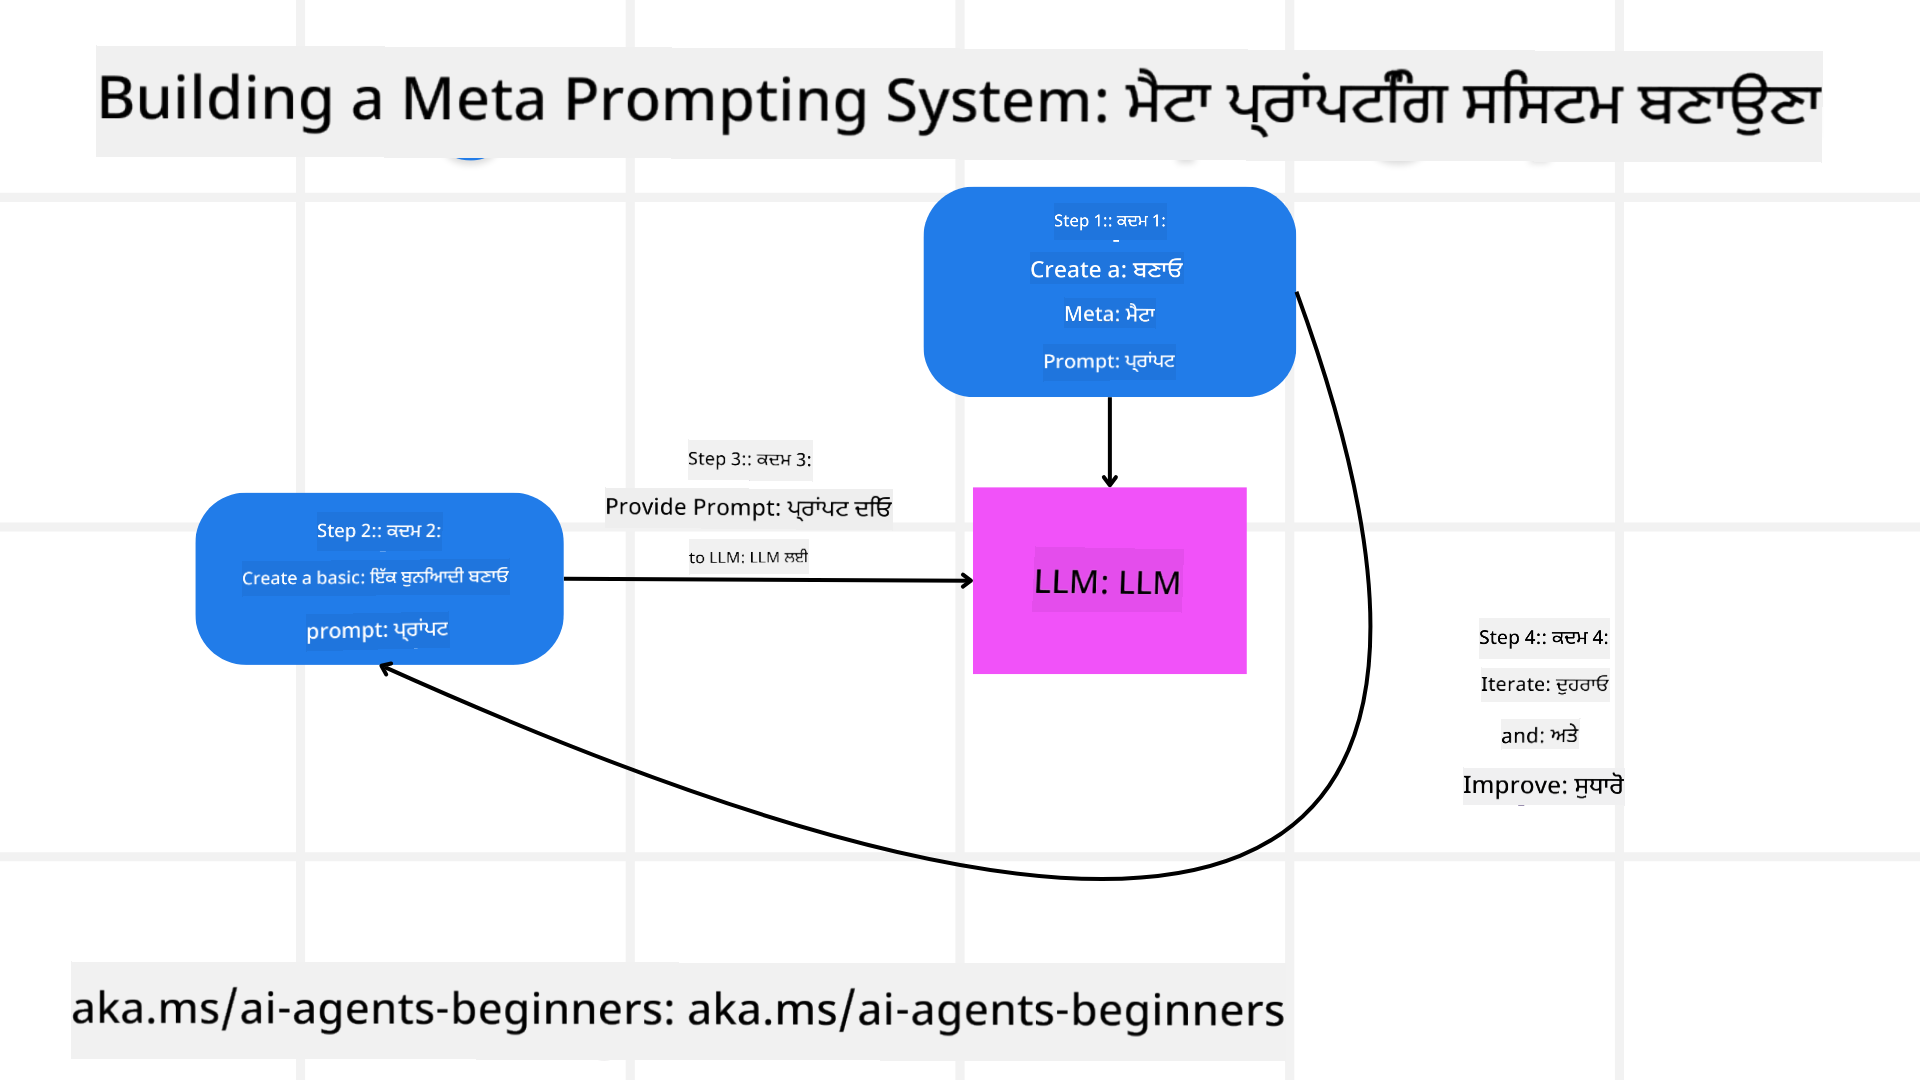 Building a Meta Prompting System: ਮੈਟਾ ਪ੍ਰਾਂਪਟਿੰਗ ਸਿਸਟਮ ਬਣਾਉਣਾ
Step 1:: ਕਦਮ 1:
Create a: ਬਣਾਓ
Meta: ਮੈਟਾ
Prompt: ਪ੍ਰਾਂਪਟ
Step 3:: ਕਦਮ 3:
Provide Prompt: ਪ੍ਰਾਂਪਟ ਦਿਓ
to LLM: LLM ਲਈ
Step 2:: ਕਦਮ 2:
Create a basic: ਇੱਕ ਬੁਨਿਆਦੀ ਬਣਾਓ
prompt: ਪ੍ਰਾਂਪਟ
LLM: LLM
Step 4:: ਕਦਮ 4:
Iterate: ਦੁਹਰਾਓ
and: ਅਤੇ
Improve: ਸੁਧਾਰੋ
aka.ms/ai-agents-beginners: aka.ms/ai-agents-beginners